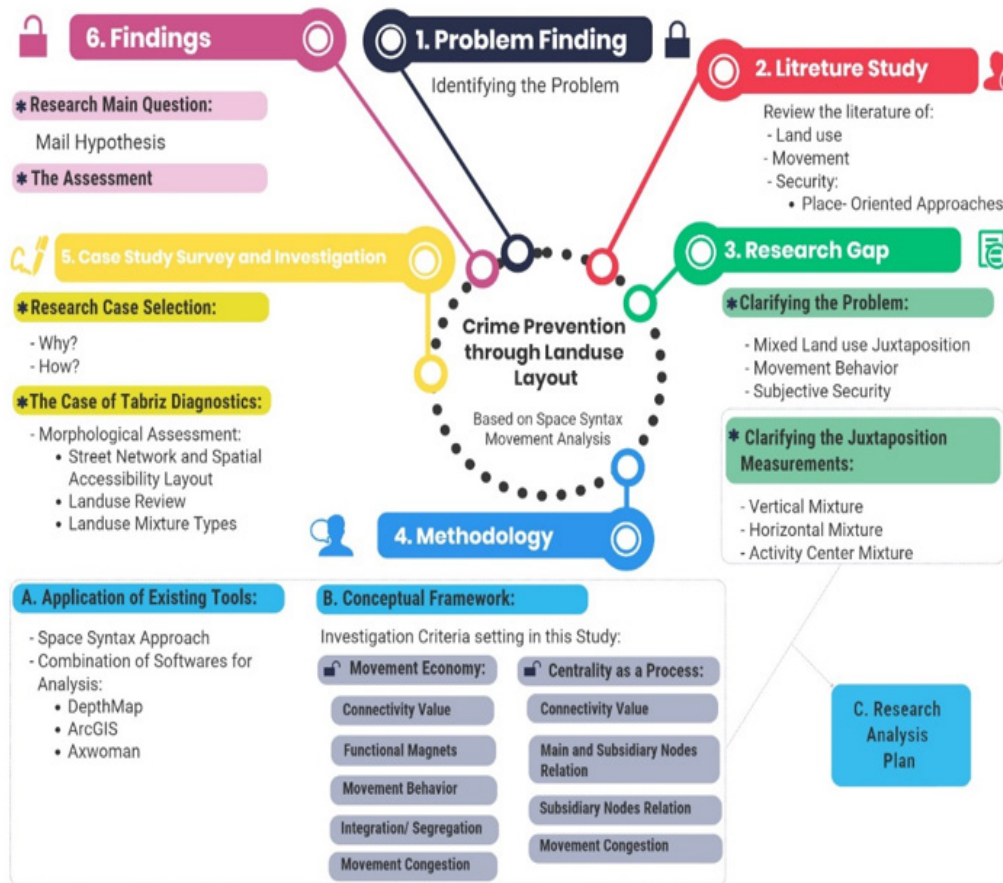 6. Findings
* Research Main Question:
Mail Hypothesis
* The Assessment
1. Problem Finding
Identifying the Problem
2. Litreture Study
Review the literature of:
- Land use
- Movement
- Security:
• Place- Oriented Approaches
3. Research Gap
* Clarifying the Problem:
- Mixed Land use Juxtaposition
- Movement Behavior
- Subjective Security
* Clarifying the Juxtaposition
Measurements:
- Vertical Mixture
- Horizontal Mixture
- Activity Center Mixture
5. Case Study Survey and Investigation
* Research Case Selection:
- Why?
- How?
* The Case of Tabriz Diagnostics:
- Morphological Assessment:
• Street Network and Spatial
Accessibility Layout
• Landuse Review
• Landuse Mixture Types
Crime Prevention
through Landuse
Layout
Based on Space Syntax
Movement Analysis
4. Methodology
A. Application of Existing Tools:
- Space Syntax Approach
- Combination of Softwares for
Analysis:
• DepthMap
• ArcGIS
• Axwoman
B. Conceptual Framework:
Investigation Criteria setting in this Study:
Movement Economy:
Connectivity Value
Functional Magnets
Movement Behavior
Integration/ Segregation
Movement Congestion
Centrality as a Process:
Connectivity Value
Main and Subsidiary Nodes
Relation
Subsidiary Nodes Relation
Movement Congestion
C. Research
Analysis
Plan